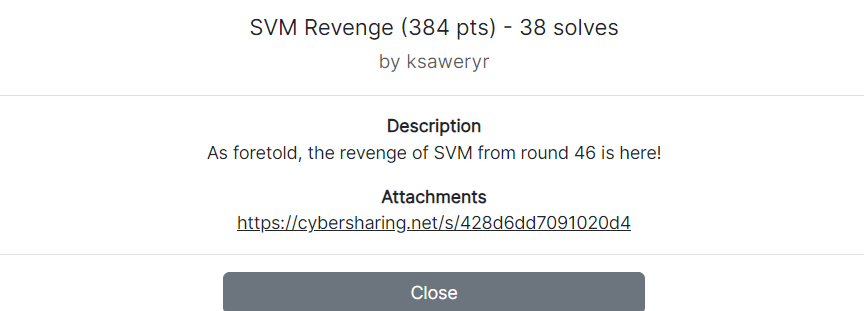 SVM Revenge (384 pts) - 38 solves
by ksaweryr
Description
As foretold, the revenge of SVM from round 46 is here!
Attachments
https://cybersharing.net/s/428d6dd7091020d4
Close